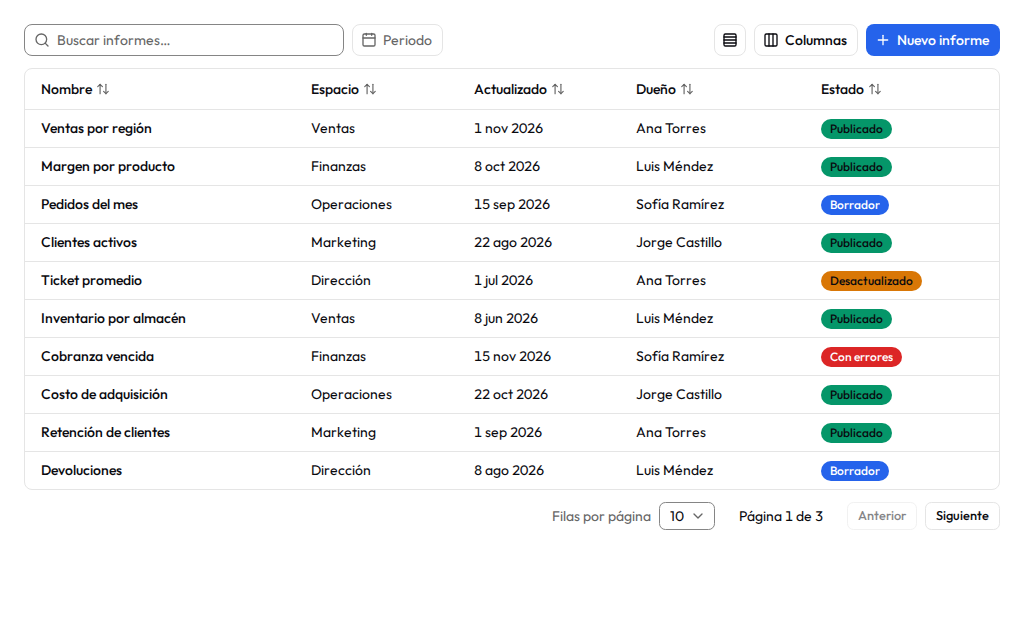 Buscar informes… Periodo Columnas Nuevo informe
Nombre Espacio Actualizado Dueño Estado
Ventas por región Ventas 1 nov 2026 Ana Torres Publicado
Margen por producto Finanzas 8 oct 2026 Luis Méndez Publicado
Pedidos del mes Operaciones 15 sep 2026 Sofía Ramírez Borrador
Clientes activos Marketing 22 ago 2026 Jorge Castillo Publicado
Ticket promedio Dirección 1 jul 2026 Ana Torres Desactualizado
Inventario por almacén Ventas 8 jun 2026 Luis Méndez Publicado
Cobranza vencida Finanzas 15 nov 2026 Sofía Ramírez Con errores
Costo de adquisición Operaciones 22 oct 2026 Jorge Castillo Publicado
Retención de clientes Marketing 1 sep 2026 Ana Torres Publicado
Devoluciones Dirección 8 ago 2026 Luis Méndez Borrador
Filas por página 10 Página 1 de 3 Anterior Siguiente